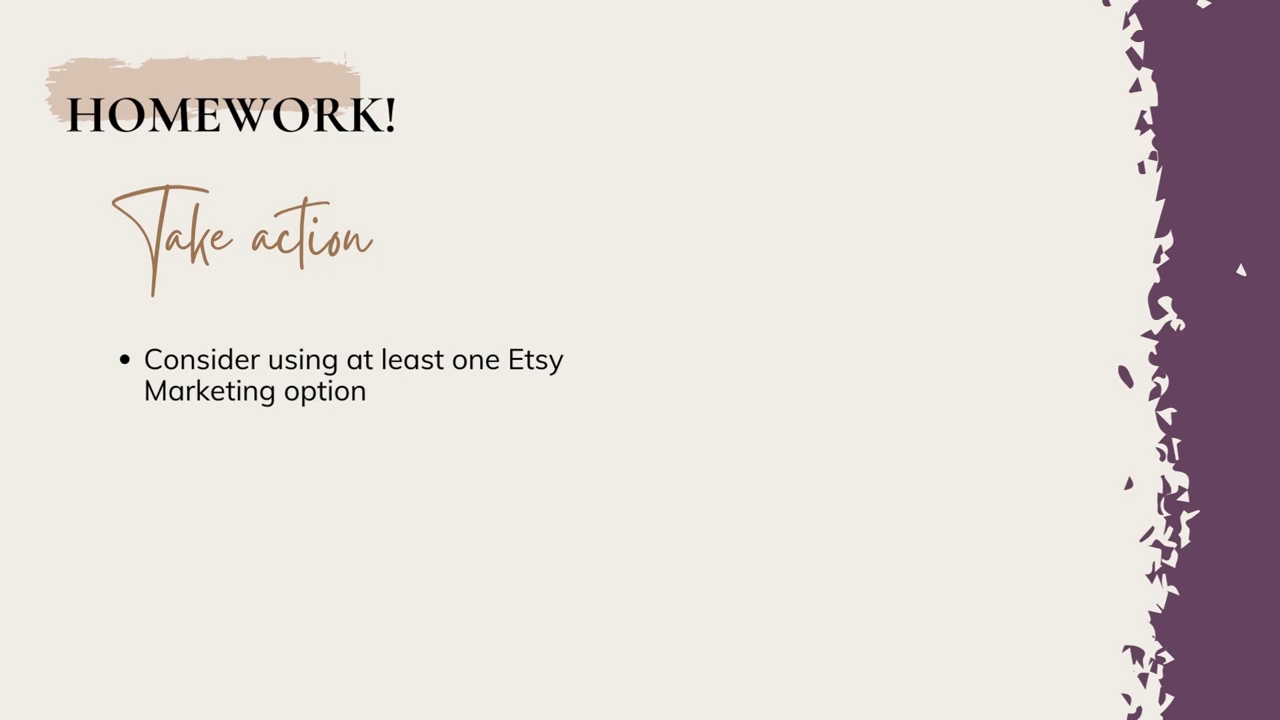 HOMEWORK!
Take action
• Consider using at least one Etsy
Marketing option